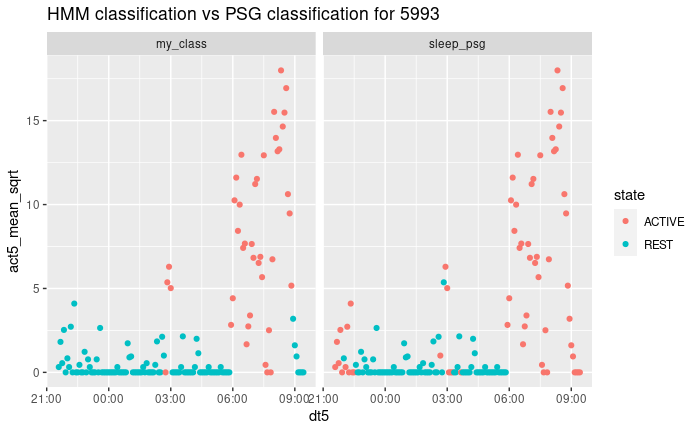 HMM classification vs PSG classification for 5993
my_class sleep_psg
act5_mean_sqrt
15
10
5
0
21:00 00:00 03:00 06:00 09:00 21:00 00:00 03:00 06:00 09:00
dt5
state
ACTIVE
REST